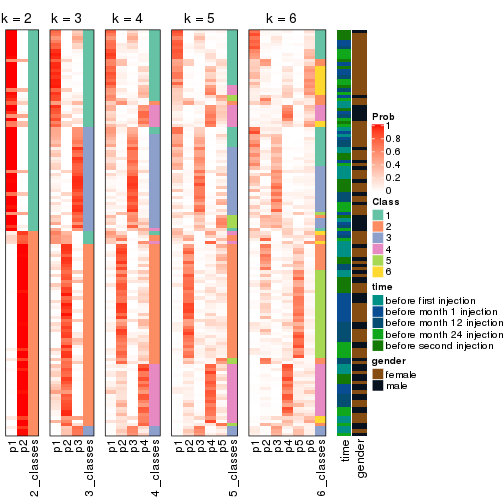 k = 2 k = 3 k = 4 k = 5 k = 6
Prob
1
0.8
0.6
0.4
0.2
0
Class
1
2
3
4
5
6
time
before first injection
before month 1 injection
before month 12 injection
before month 24 injection
before second injection
gender
female
male
p1 p2 2_classes p1 p2 p3 3_classes p1 p2 p3 p4 4_classes p1 p2 p3 p4 p5 5_classes p1 p2 p3 p4 p5 p6 6_classes time gender